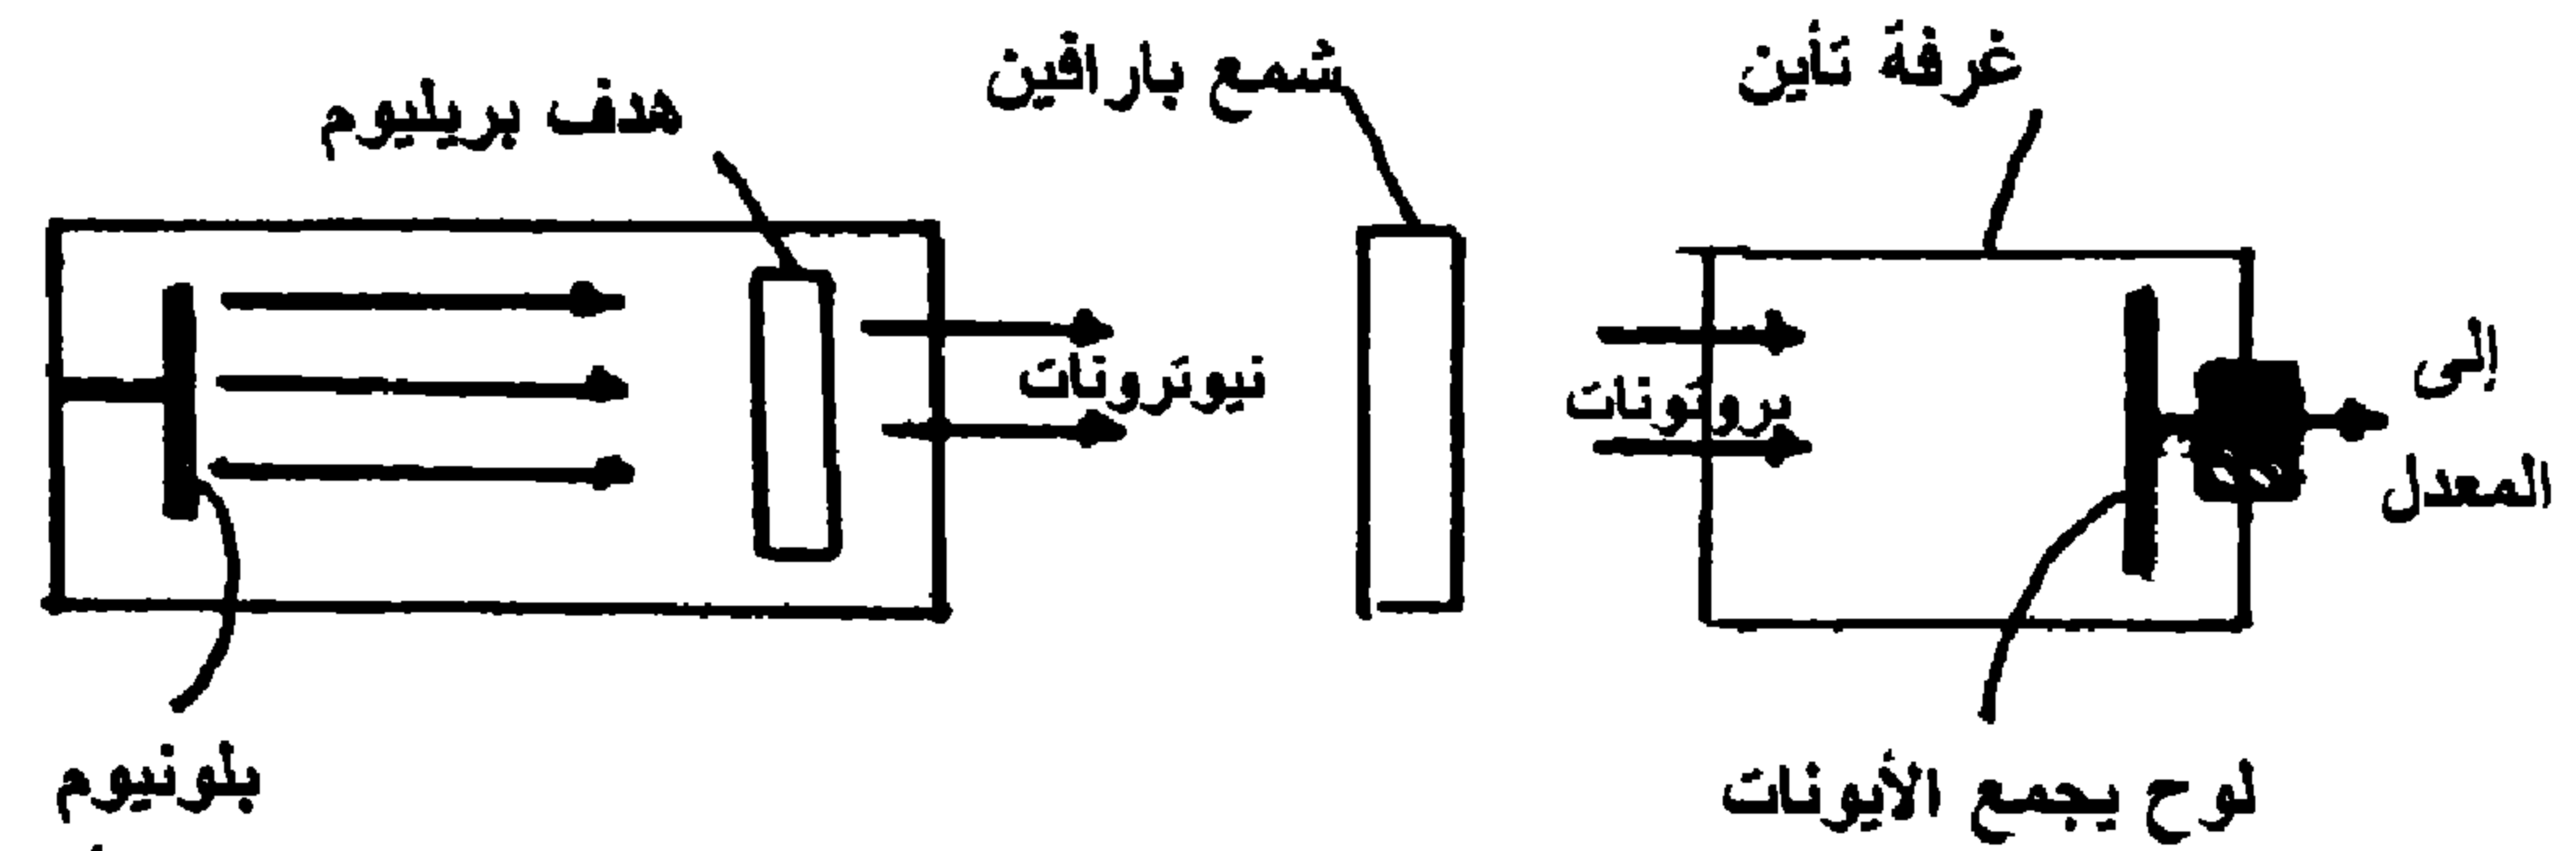 غرفة تأين
شمع بارافين
هدف بريليوم
نيوترونات
بروتونات
إلى
المعدل
بلونيوم
لوح يجمع الأيونات